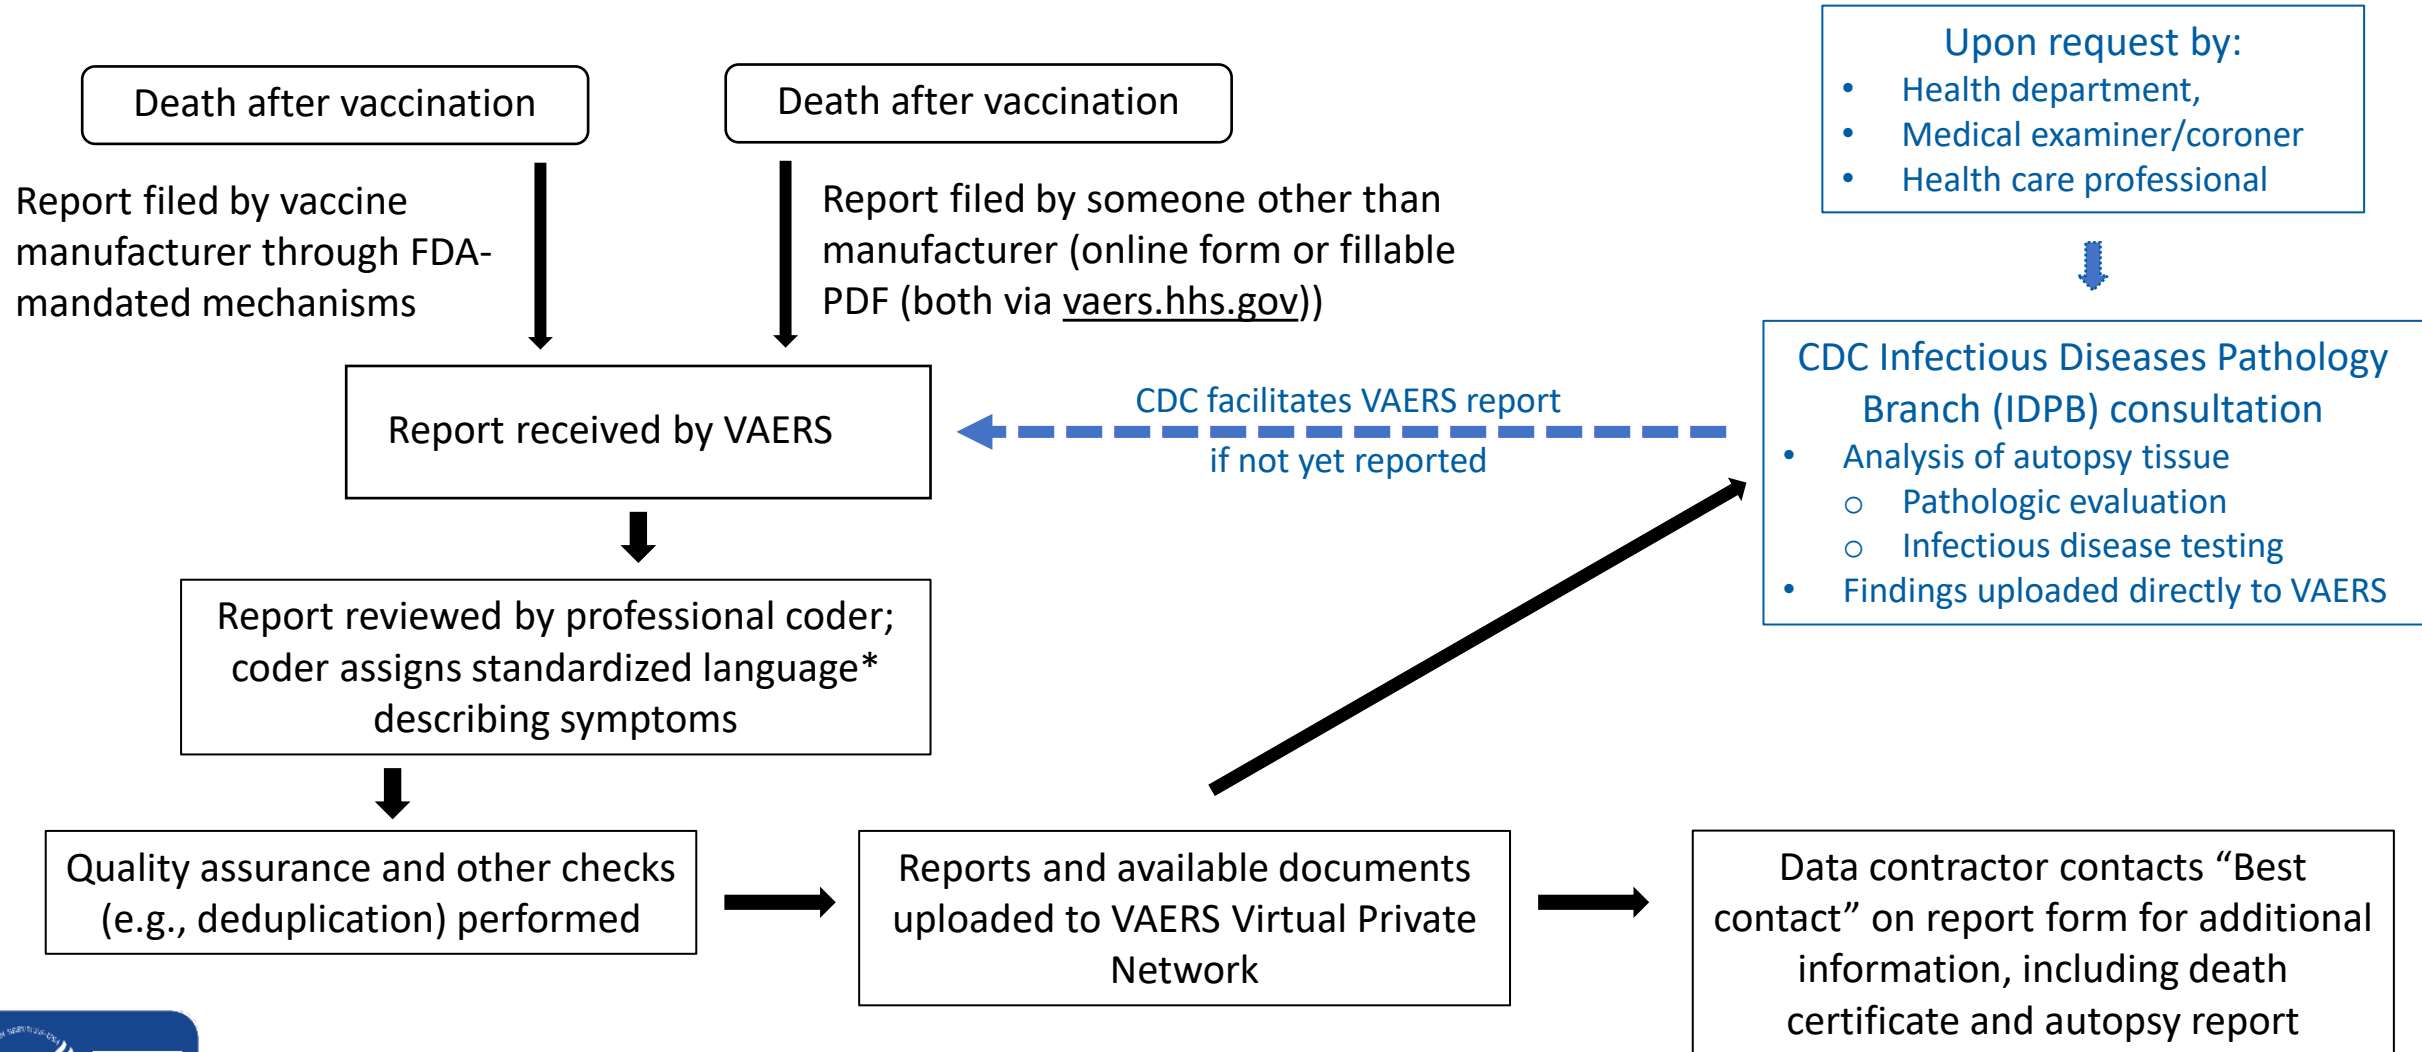 Death after vaccination
Death after vaccination
Report filed by vaccine
manufacturer through FDA-
mandated mechanisms
Report filed by someone other than
manufacturer (online form or fillable
PDF (both via vaers.hhs.gov))
Upon request by:
• Health department,
• Medical examiner/coroner
• Health care professional
Report received by VAERS
CDC facilitates VAERS report
if not yet reported
CDC Infectious Diseases Pathology
Branch (IDPB) consultation
• Analysis of autopsy tissue
o Pathologic evaluation
o Infectious disease testing
• Findings uploaded directly to VAERS
Report reviewed by professional coder;
coder assigns standardized language*
describing symptoms
Quality assurance and other checks
(e.g., deduplication) performed
Reports and available documents
uploaded to VAERS Virtual Private
Network
Data contractor contacts “Best
contact” on report form for additional
information, including death
certificate and autopsy report